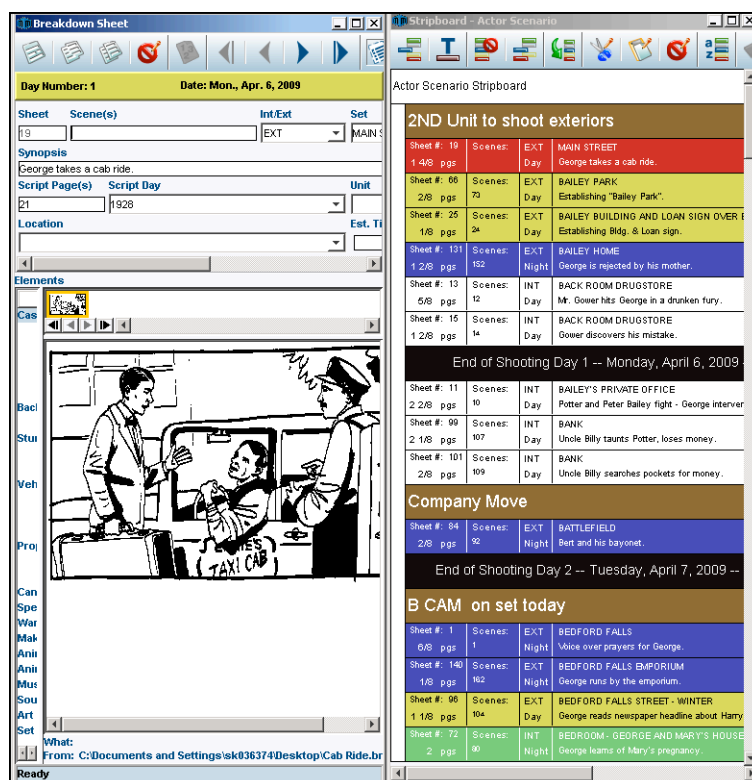 Breakdown Sheet
Day Number: 1 Date: Mon., Apr. 6, 2009
Sheet Scene(s) Int/Ext Set
19 EXT MAIN S
Synopsis
George takes a cab ride.
Script Page(s) Script Day Unit
21 1928
Location Est. Ti
Elements
Cas
Bacl
Stu
Veh
Pro
Can
Spe
War
Mak
Anir
Anir
Mus
Sou
Art
Set
TAXI CAB
What:
From: C:\Documents and Settings\sk036374\Desktop\Cab Ride.br
Ready
Stripboard - Actor Scenario
Actor Scenario Stripboard
2ND Unit to shoot exteriors
Sheet #: 19 Scenes: EXT MAIN STREET
1 4/8 pgs Day George takes a cab ride.
Sheet #: 66 Scenes: EXT BAILEY PARK
2/8 pgs 73 Day Establishing "Bailey Park".
Sheet #: 25 Scenes: EXT BAILEY BUILDING AND LOAN SIGN OVER E
1/8 pgs 24 Day Establishing Bldg. & Loan sign.
Sheet #: 131 Scenes: EXT BAILEY HOME
1 2/8 pgs 152 Night George is rejected by his mother.
Sheet #: 13 Scenes: INT BACK ROOM DRUGSTORE
5/8 pgs 12 Day Mr. Gower hits George in a drunken fury.
Sheet #: 15 Scenes: INT BACK ROOM DRUGSTORE
1 2/8 pgs 14 Day Gower discovers his mistake.
End of Shooting Day 1 -- Monday, April 6, 2009 -
Sheet #: 11 Scenes: INT BAILEY'S PRIVATE OFFICE
2 2/8 pgs 10 Day Potter and Peter Bailey fight - George interven
Sheet #: 99 Scenes: INT BANK
2 1/8 pgs 107 Day Uncle Billy taunts Potter, loses money.
Sheet #: 101 Scenes: INT BANK
2/8 pgs 109 Day Uncle Billy searches pockets for money.
Company Move
Sheet #: 84 Scenes: EXT BATTLEFIELD
2/8 pgs 92 Night Bert and his bayonet.
End of Shooting Day 2 -- Tuesday, April 7, 2009 --
B CAM on set today
Sheet #: 1 Scenes: EXT BEDFORD FALLS
6/8 pgs 1 Night Voice over prayers for George.
Sheet #: 140 Scenes: EXT BEDFORD FALLS EMPORIUM
1/8 pgs 162 Night George runs by the emporium.
Sheet #: 96 Scenes: EXT BEDFORD FALLS STREET - WINTER
1 1/8 pgs 104 Day George reads newspaper headline about Harry
Sheet #: 72 Scenes: INT BEDROOM - GEORGE AND MARY'S HOUSE
2 pgs 80 Night George learns of Mary's pregnancy.